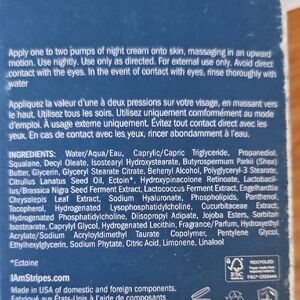 Apply one to two pumps of night cream onto skin, massaging in an upward
motion. Use nightly. Use only as directed. For external use only. Avoid direct
contact with the eyes. In the event of contact with eyes, rinse thoroughly with
water
Appliquez la valeur d'une à deux pressions sur votre visage, en massant vers
le haut. Utilisez tous les soirs. Utilisez uniquement conformément au mode
d'emploi. À usage externe uniquement. Évitez tout contact direct avec les
yeux. En cas de contact avec les yeux, rincer abondamment à l'eau.
INGREDIENTS: Water/Aqua/Eau, Caprylic/Capric Triglyceride, Propanediol,
Squalane, Decyl Oleate, Isostearyl Hydroxystearate, Butyrospermum Parkii (Shea)
Butter, Glycerin, Glyceryl Stearate Citrate, Behenyl Alcohol, Polyglyceryl-3 Stearate,
Citrullus Lanatus Seed Oil, Ectoin*, Hydroxypinacolone Retinoate, Lactobacil-
lus/Brassica Nigra Seed Ferment Extract, Lactococcus Ferment Extract, Engelhardtia
Chrysolepis Leaf Extract, Sodium Hyaluronate, Phospholipids, Panthenol,
Tocopherol, Hydrogenated Lysophosphatidylcholine, Cucurbitaceae Extract,
Hydrogenated Phosphatidylcholine, Diisopropyl Adipate, Jojoba Esters, Sorbitan
Isostearate, Caprylyl Glycol, Hydrogenated Lecithin, Fragrance/Parfum, Hydroxyethyl
Acrylate/Sodium Acryloyldimethyl Taurate Copolymer, Pentylene Glycol,
Ethylhexylglycerin, Sodium Phytate, Citric Acid, Limonene, Linalool
*Ectoine
IAmStripes.com
Made in USA of domestic and foreign components.
Fabriqué aux États-Unis à l'aide de composants
FSC
RECYCLED